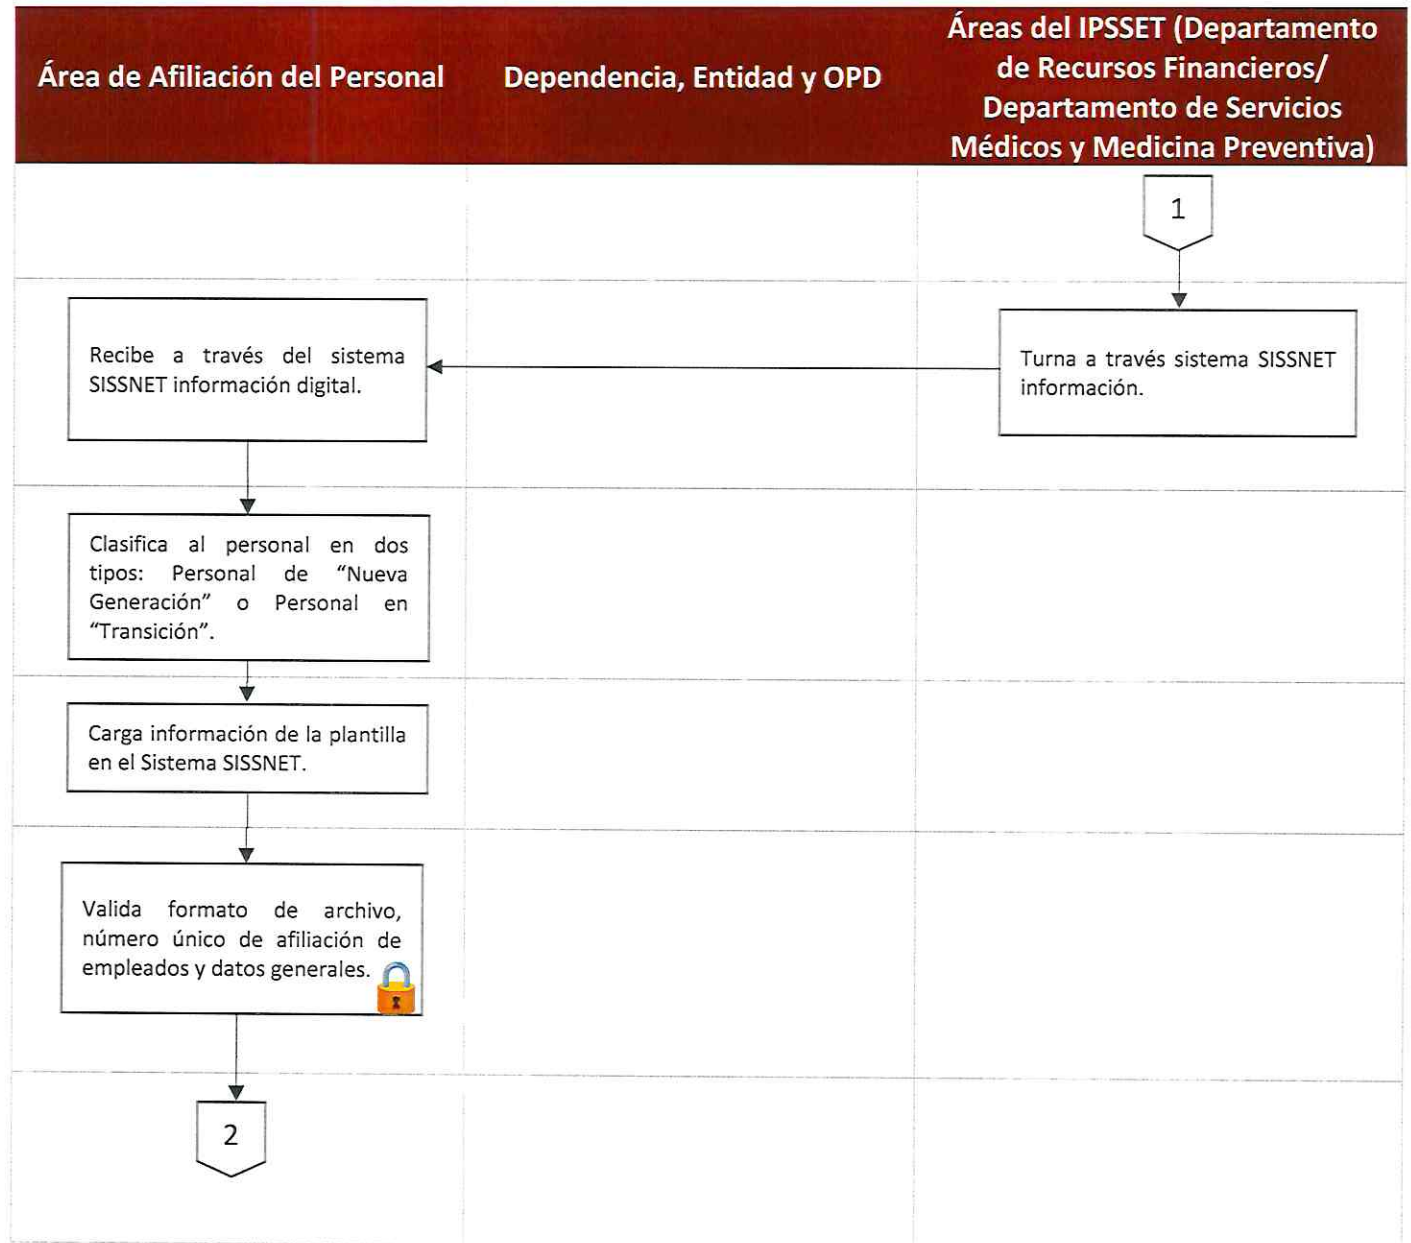 Área de Afiliación del Personal
Dependencia, Entidad y OPD
Áreas del IPSSET (Departamento
de Recursos Financieros/
Departamento de Servicios
Médicos y Medicina Preventiva)
1
Recibe a través del sistema
SISSNET información digital.
Turna a través sistema SISSNET
información.
Clasifica al personal en dos
tipos: Personal de “Nueva
Generación” o Personal en
“Transición”.
Carga información de la plantilla
en el Sistema SISSNET.
Valida formato de archivo,
número único de afiliación de
empleados y datos generales.
2